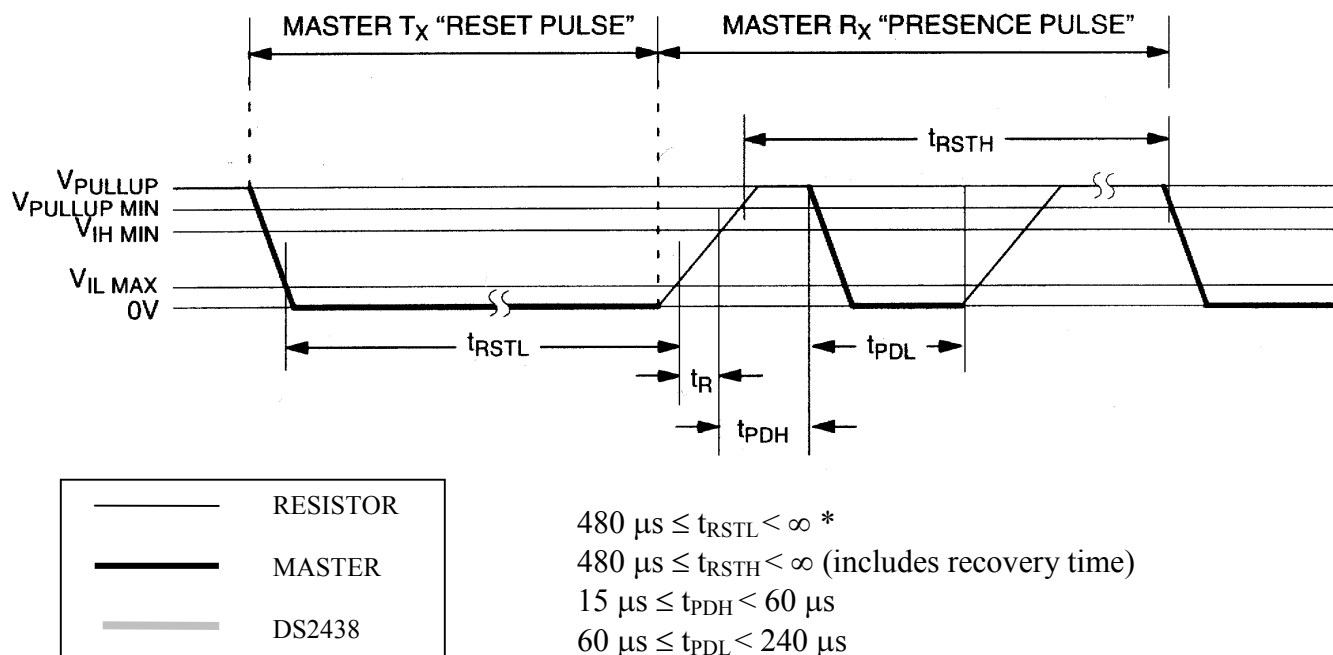 MASTER TX "RESET PULSE"
MASTER RX "PRESENCE PULSE"
tRSTH
VPULLUP
VPULLUP MIN
VIH MIN
VIL MAX
0V
tRSTL
tPDL
tR
tPDH
RESISTOR
MASTER
DS2438
480 μs ≤ tRSTL < ∞ *
480 μs ≤ tRSTH < ∞ (includes recovery time)
15 μs ≤ tPDH < 60 μs
60 μs ≤ tPDL < 240 μs